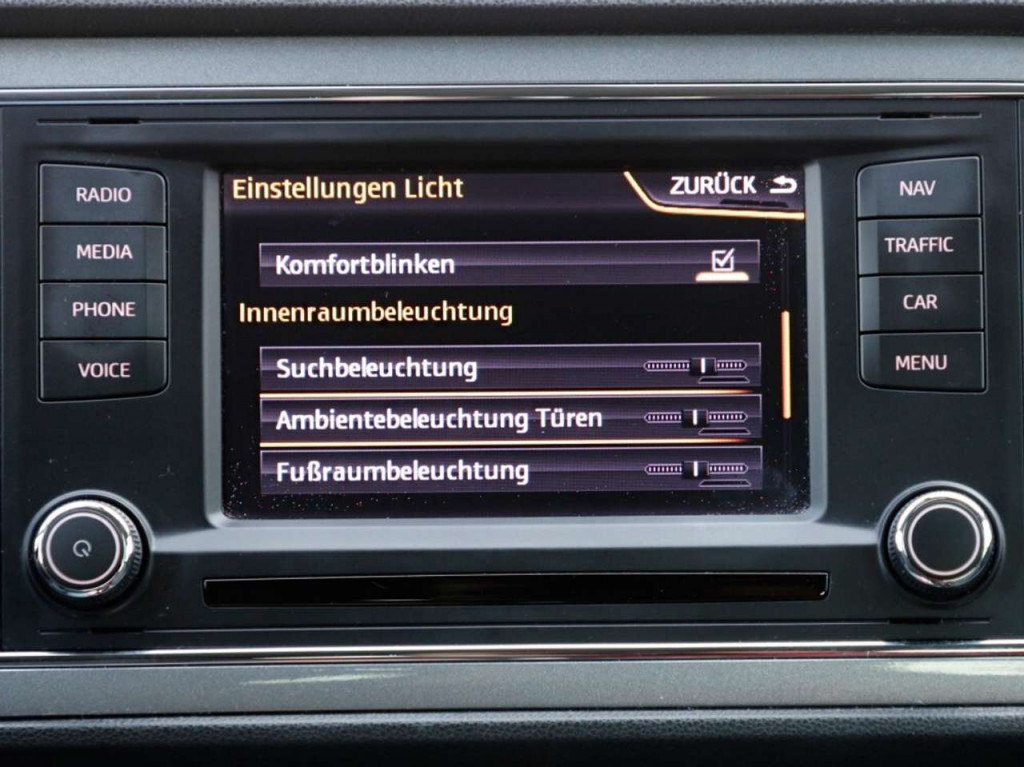 Einstellungen Licht
ZURÜCK
Komfortblinken
Innenraumbeleuchtung
Suchbeleuchtung
Ambientebeleuchtung Türen
Fußraumbeleuchtung
RADIO
MEDIA
PHONE
VOICE
NAV
TRAFFIC
CAR
MENU